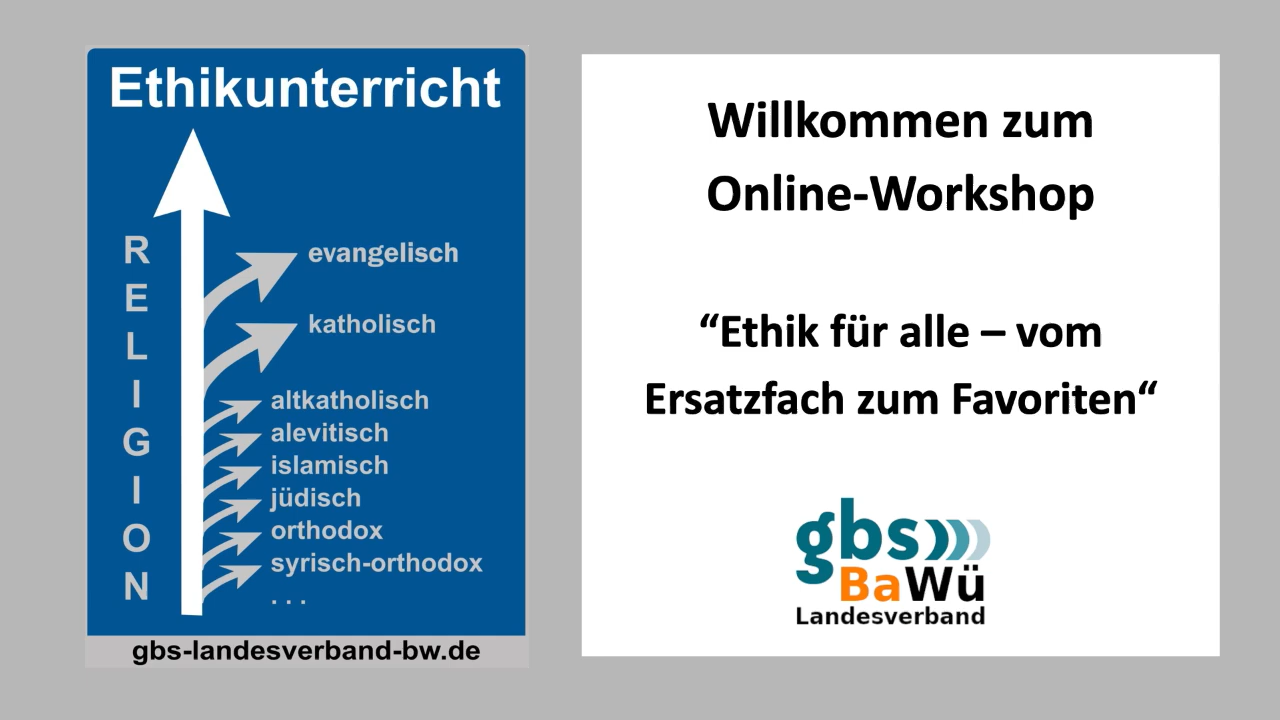 Ethikunterricht
RELIGION
evangelisch
katholisch
altkatholisch
alevitisch
islamisch
jüdisch
orthodox
syrisch-orthodox
. . .
gbs-landesverband-bw.de
Willkommen zum
Online-Workshop
“Ethik für alle – vom
Ersatzfach zum Favoriten“
gbs
BaWü
Landesverband